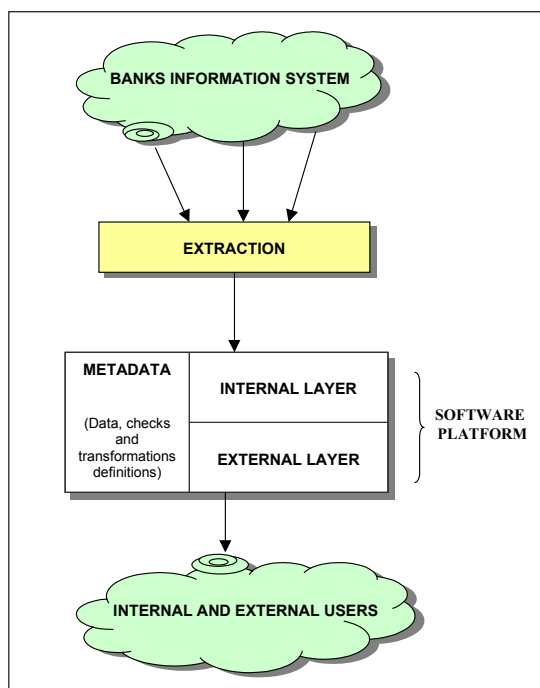 BANKS INFORMATION SYSTEM
EXTRACTION
METADATA
(Data, checks
and
transformations
definitions)
INTERNAL LAYER
EXTERNAL LAYER
SOFTWARE
PLATFORM
INTERNAL AND EXTERNAL USERS